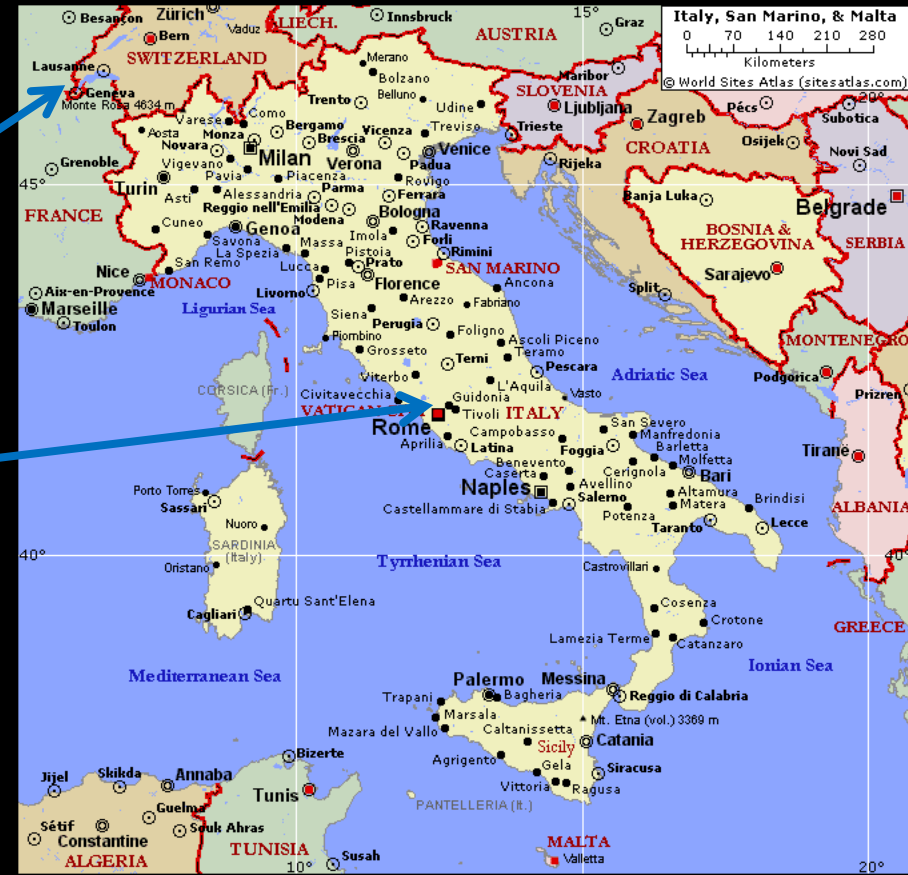 Italy, San Marino, & Malta
0 70 140 210 280
Kilometers
© World Sites Atlas (sitesatlas.com)
Besançon
Zürich
Vaduz
LIECH.
Innsbruck
15°
Graz
Bern
AUSTRIA
SWITZERLAND
Lausanne
Geneva
Monte Rosa 4634 m
Merano
Bolzano
Belluno
Trento
Udine
Maribor
SLOVENIA
Ljubljana
Pécs
20°
Subotica
Zagreb
CROATIA
Osijek
Novi Sad
Como
Varese
Aosta
Monza
Bergamo
Novara
Milan
Brescia
Vicenza
Treviso
Trieste
Verona
Venice
Rijeka
Grenoble
Vigevano
Pavia
Piacenza
Padua
Rovigo
45°
Turin
Asti
Alessandria
Parma
Ferrara
Reggio nell'Emilia
Modena
Bologna
Banja Luka
Belgrade
FRANCE
Cuneo
Genoa
Savona
La Spezia
Massa
Imola
Ravenna
Forli
Rimini
BOSNIA &
HERZEGOVINA
SERBIA
Pistoia
Prato
Lucca
San Remo
Nice
MONACO
Pisa
Florence
SAN MARINO
Ancona
Sarajevo
Aix-en-Provence
Marseille
Toulon
Ligurian Sea
Livorno
Arezzo
Fabriano
Split
Siena
Perugia
Foligno
Piombino
Grosseto
Ascoli Piceno
Teramo
Terni
Pescara
MONTENEGRO
Podgorica
Prizren
CORSICA (Fr.)
Viterbo
L'Aquila
Adriatic Sea
Civitavecchia
Guidonia
Vasto
VATICAN
Tivoli
ITALY
Rome
Aprilia
Latina
Campobasso
San Severo
Manfredonia
Foggia
Barletta
Molfetta
Tiranë
Benevento
Caserta
Cerignola
Bari
Naples
Avellino
Salerno
Altamura
Matera
Brindisi
Castellammare di Stabia
Potenza
Taranto
Lecce
ALBANIA
Porto Torres
Sassari
Nuoro
SARDINIA
(Italy)
Oristano
40°
Tyrrhenian Sea
Castrovillari
40°
Quartu Sant'Elena
Cagliari
Cosenza
Crotone
Lamezia Terme
Catanzaro
GREECE
Mediterranean Sea
Ionian Sea
Palermo
Messina
Trapani
Bagheria
Reggio di Calabria
Marsala
Mt. Etna (vol.) 3369 m
Mazara del Vallo
Caltanissetta
Sicily
Catania
Agrigento
Gela
Siracusa
Vittoria
Ragusa
Bizerte
Jijel
Skikda
Annaba
Tunis
PANTELLERIA (It.)
Guelma
Sétif
Constantine
Souk Ahras
ALGERIA
TUNISIA
Susah
MALTA
Valletta
10°
20°